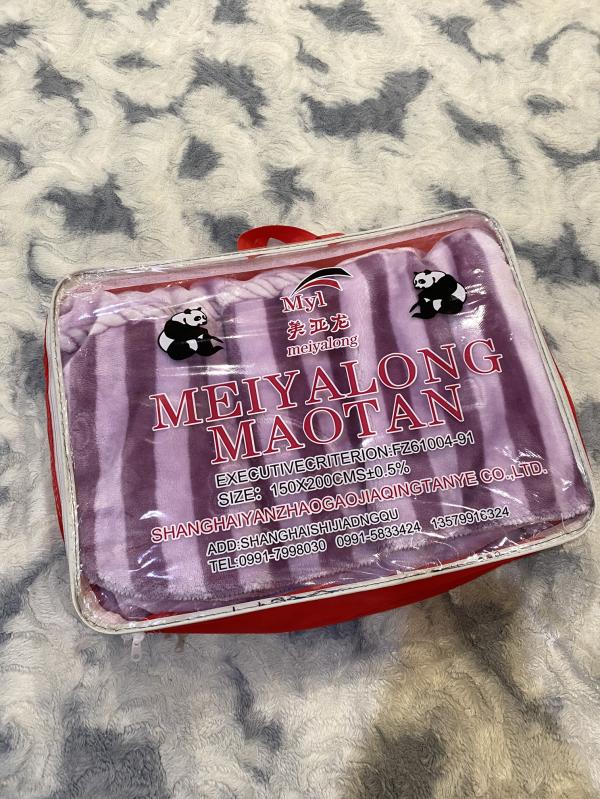 Myl
美亚龙
meiyalong
MEIYALONG
MAOTAN
EXECUTIVECRITERION:FZ61004-91
SIZE: 150X200CMS±0.5%
SHANGHAIYANZHAOGAOJIAQINGTANYE CO.,LTD.
ADD:SHANGHAISHIJIADNGQU
TEL:0991-7998030 0991-5833424 13579916324